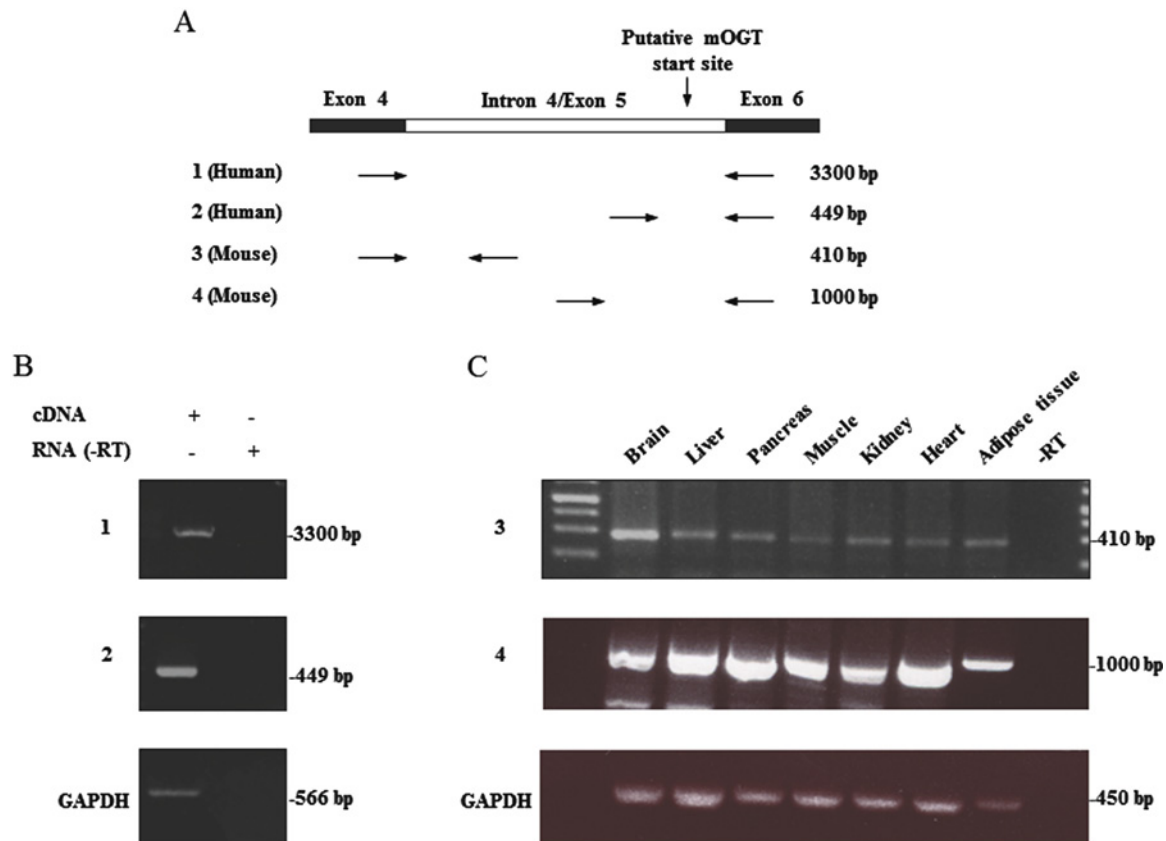 A
Putative mOGT
start site
Exon 4 Intron 4/Exon 5 Exon 6
1 (Human) 3300 bp
2 (Human) 449 bp
3 (Mouse) 410 bp
4 (Mouse) 1000 bp
B
cDNA + -
RNA (-RT) - +
1 -3300 bp
2 -449 bp
GAPDH -566 bp
C
Brain Liver Pancreas Muscle Kidney Heart Adipose tissue -RT
3 -410 bp
4 -1000 bp
GAPDH -450 bp